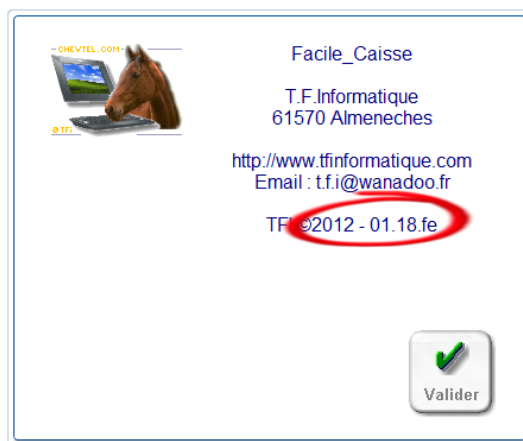 CHEVTEL.COM
©TFi
Facile_Caisse
T.F.Informatique
61570 Almeneches
http://www.tfinformatique.com
Email : t.f.i@wanadoo.fr
TFI ©2012 - 01.18.fe
Valider